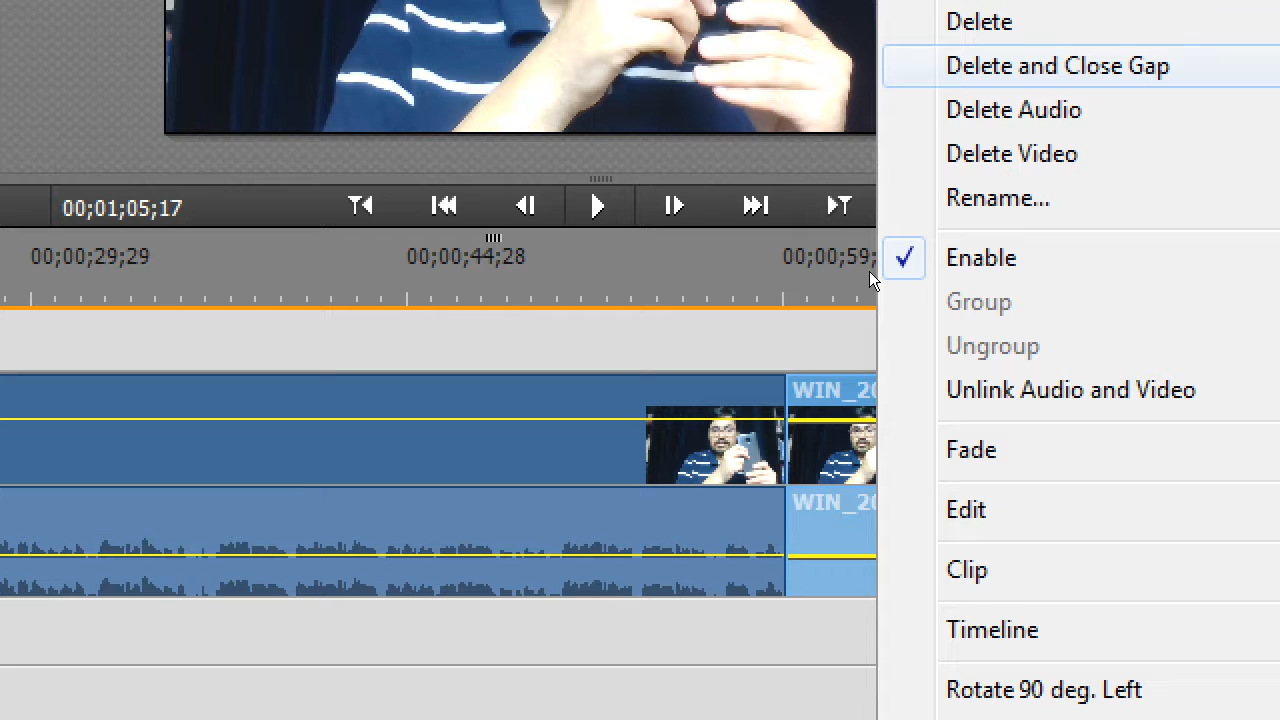 Delete
Delete and Close Gap
Delete Audio
Delete Video
Rename...
Enable
Group
Ungroup
Unlink Audio and Video
Fade
Edit
Clip
Timeline
Rotate 90 deg. Left
00;01;05;17
00;00;29;29 00;00;44;28 00;00;59;
WIN_20
WIN_20